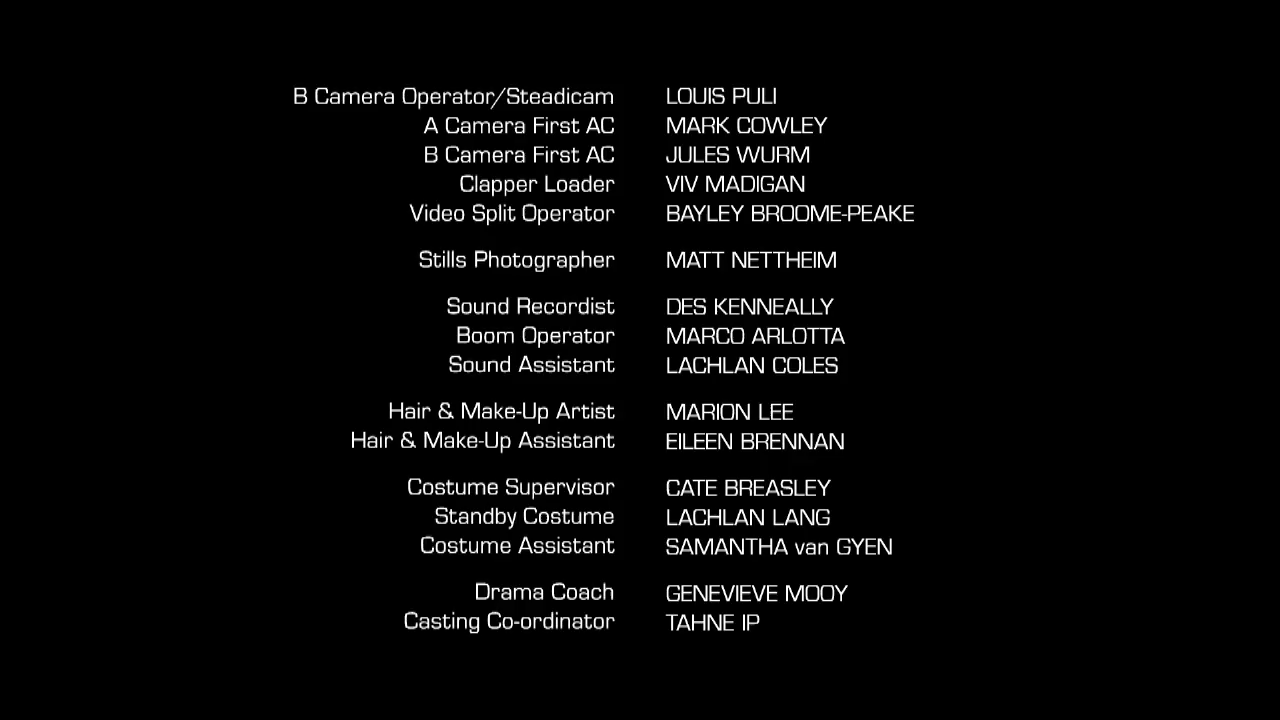 B Camera Operator/Steadicam LOUIS PULI
A Camera First AC MARK COWLEY
B Camera First AC JULES WURM
Clapper Loader VIV MADIGAN
Video Split Operator BAYLEY BROOME-PEAKE
Stills Photographer MATT NETTHEIM
Sound Recordist DES KENNEALLY
Boom Operator MARCO ARLOTTA
Sound Assistant LACHLAN COLES
Hair & Make-Up Artist MARION LEE
Hair & Make-Up Assistant EILEEN BRENNAN
Costume Supervisor CATE BREASLEY
Standby Costume LACHLAN LANG
Costume Assistant SAMANTHA van GYEN
Drama Coach GENEVIEVE MOOY
Casting Co-ordinator TAHNE IP